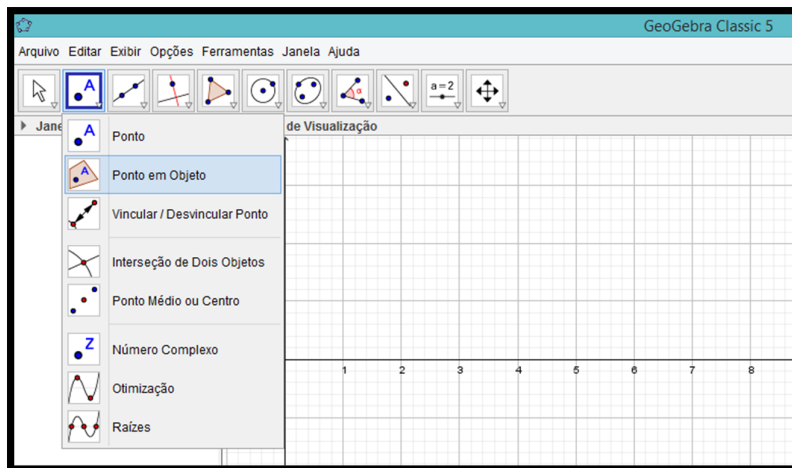 GeoGebra Classic 5
Arquivo Editar Exibir Opções Ferramentas Janela Ajuda
A
α
a=2
Jane
de Visualização
A Ponto
A Ponto em Objeto
Vincular / Desvincular Ponto
Interseção de Dois Objetos
Ponto Médio ou Centro
Z Número Complexo
Otimização
Raízes
1 2 3 4 5 6 7 8